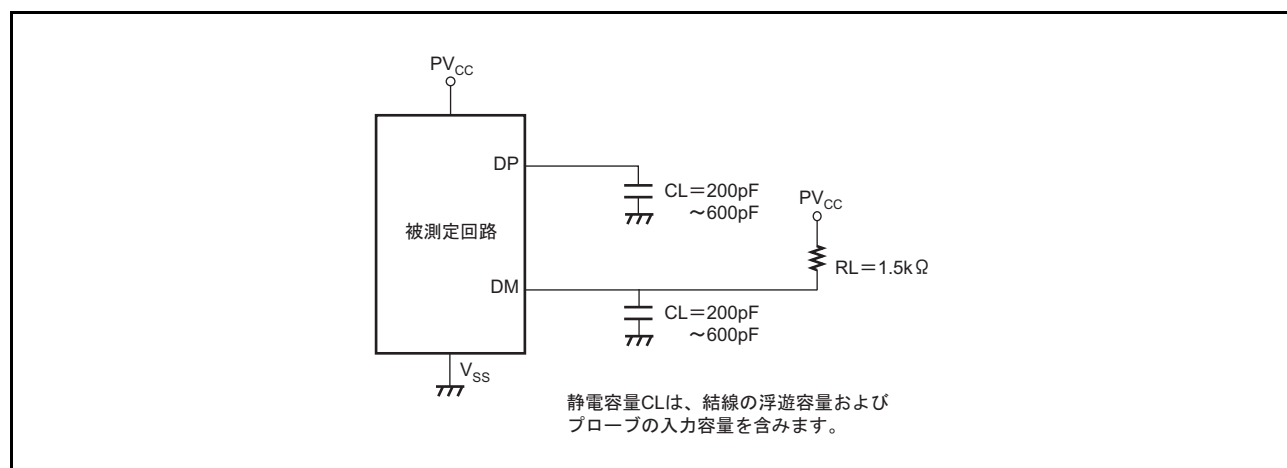 PVCC
DP
CL＝200pF
～600pF
PVCC
被測定回路
RL＝1.5kΩ
DM
CL＝200pF
～600pF
VSS
静電容量CLは、結線の浮遊容量および
プローブの入力容量を含みます。